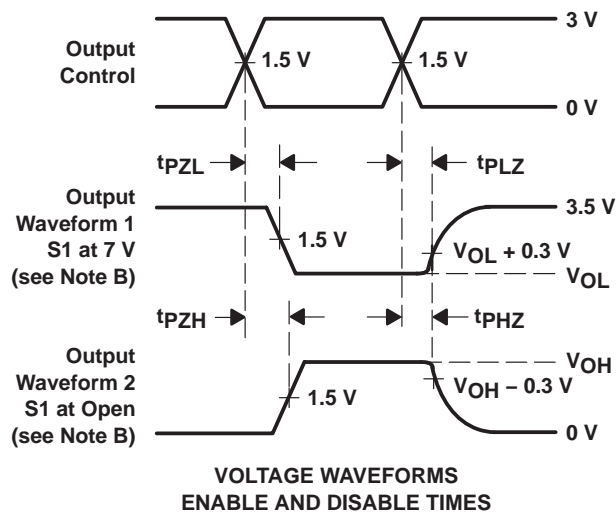 Output
Control
1.5 V
1.5 V
3 V
0 V
tPZL
tPLZ
Output
Waveform 1
S1 at 7 V
(see Note B)
1.5 V
3.5 V
VOL + 0.3 V
VOL
tPZH
tPHZ
Output
Waveform 2
S1 at Open
(see Note B)
1.5 V
VOH
VOH – 0.3 V
0 V
VOLTAGE WAVEFORMS
ENABLE AND DISABLE TIMES